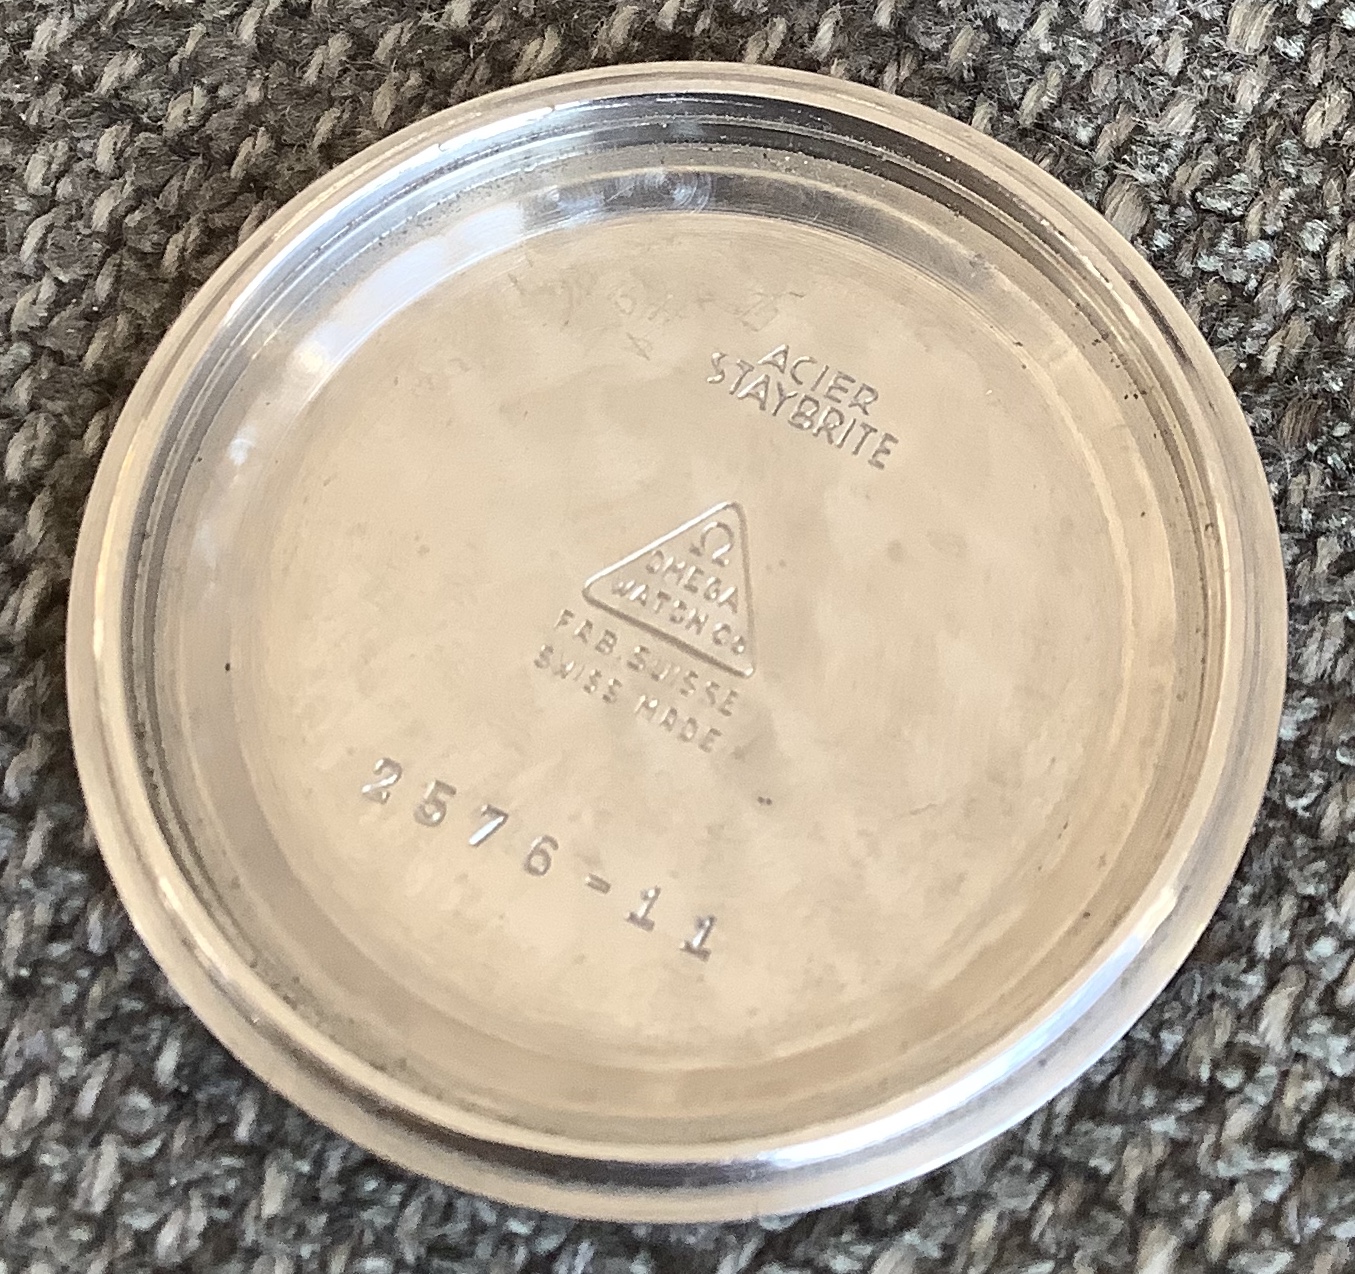 ACIER
STAYBRITE
Ω
OMEGA
WATCH Co
FAB. SUISSE
SWISS MADE
2576-11